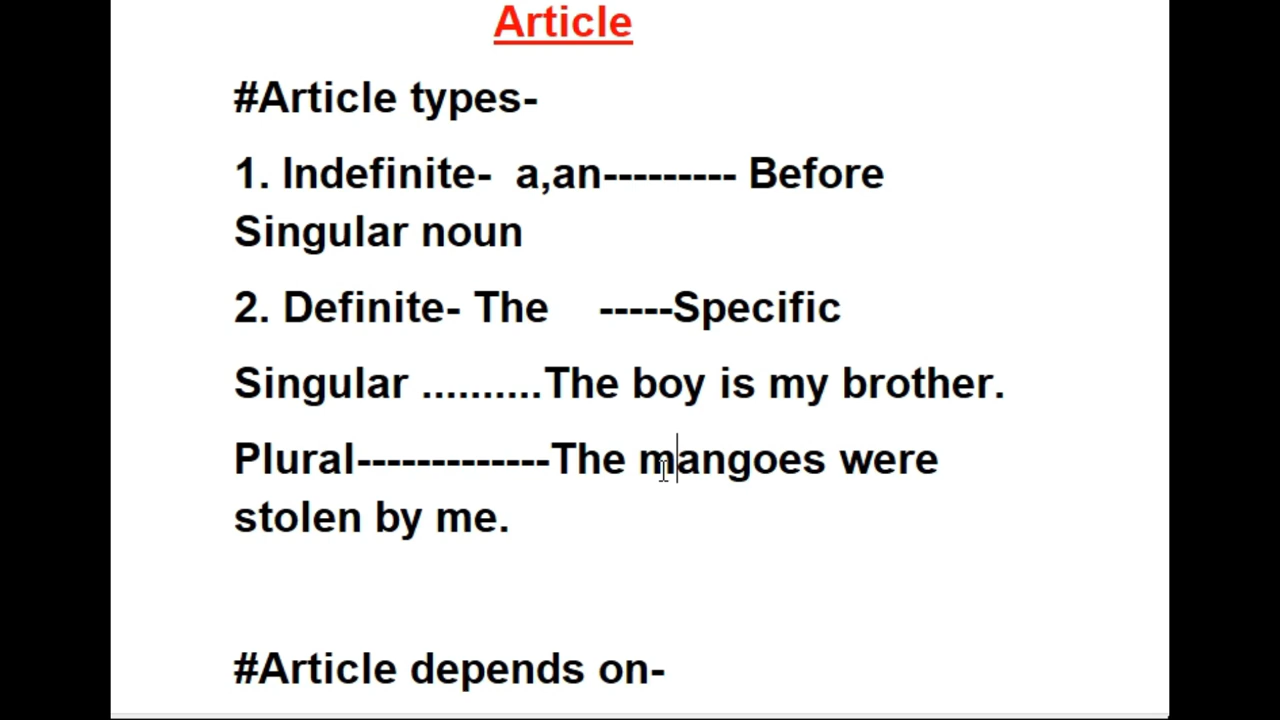 Article
#Article types-
1. Indefinite-  a,an--------- Before
Singular noun
2. Definite- The    -----Specific
Singular ..........The boy is my brother.
Plural-------------The mangoes were
stolen by me.
#Article depends on-